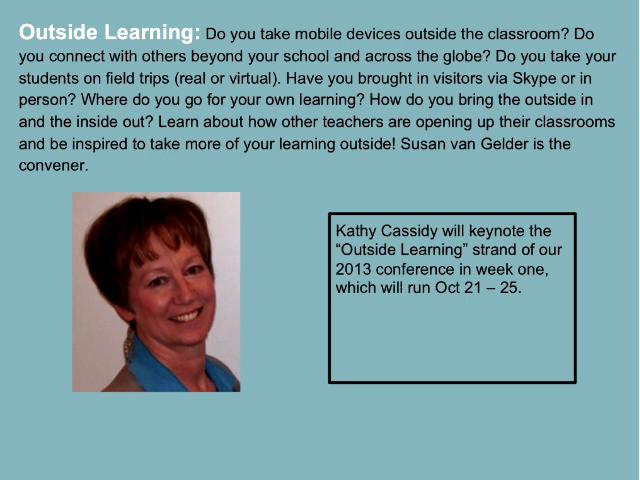 Outside Learning: Do you take mobile devices outside the classroom? Do
you connect with others beyond your school and across the globe? Do you take your
students on field trips (real or virtual). Have you brought in visitors via Skype or in
person? Where do you go for your own learning? How do you bring the outside in
and the inside out? Learn about how other teachers are opening up their classrooms
and be inspired to take more of your learning outside! Susan van Gelder is the
convener.
Kathy Cassidy will keynote the
“Outside Learning” strand of our
2013 conference in week one,
which will run Oct 21 – 25.